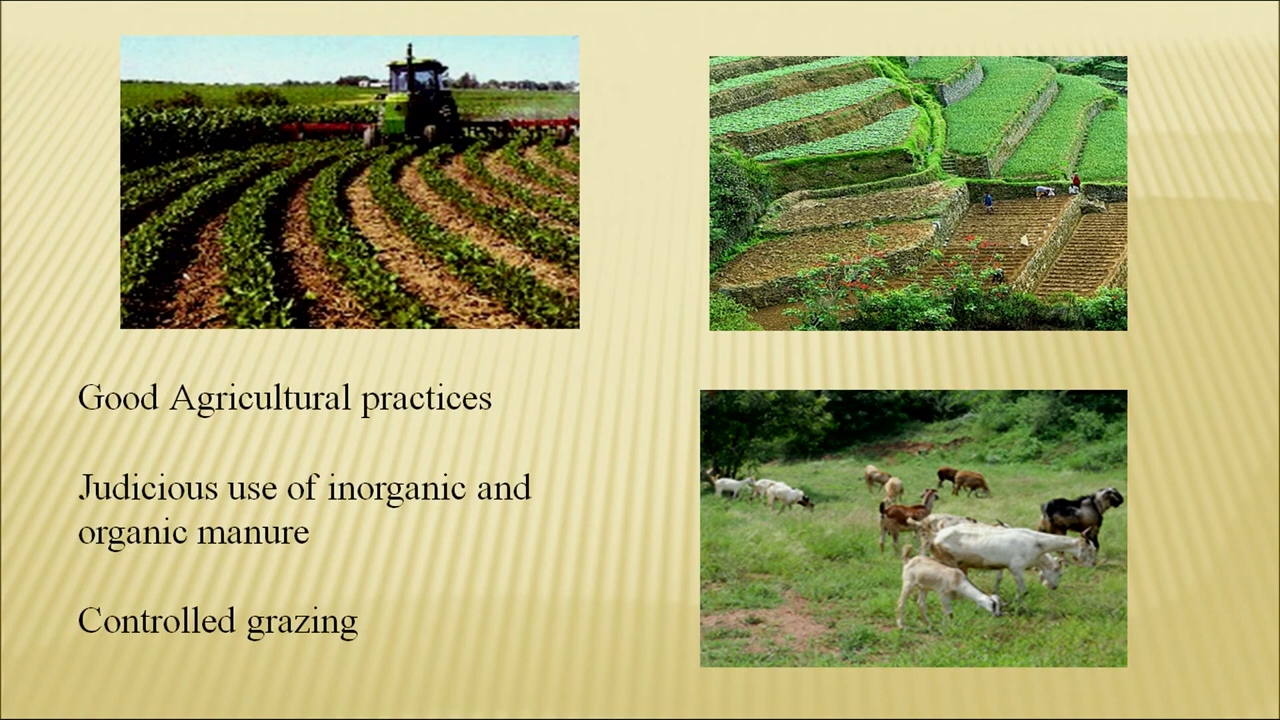 Good Agricultural practices
Judicious use of inorganic and
organic manure
Controlled grazing